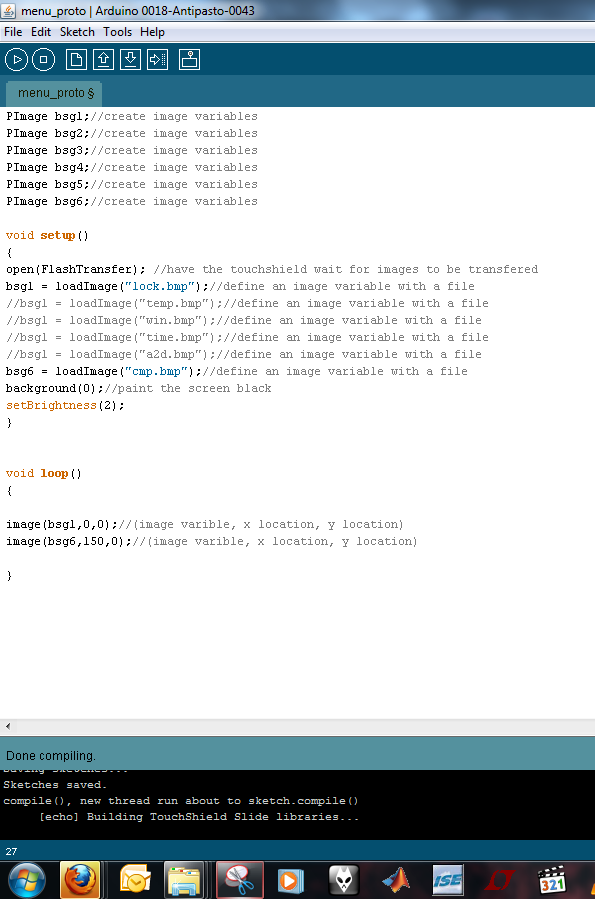 menu_proto | Arduino 0018-Antipasto-0043
File Edit Sketch Tools Help
menu_proto §
PImage bsg1;//create image variables
PImage bsg2;//create image variables
PImage bsg3;//create image variables
PImage bsg4;//create image variables
PImage bsg5;//create image variables
PImage bsg6;//create image variables
void setup()
{
open(FlashTransfer); //have the touchshield wait for images to be transfered
bsg1 = loadImage("lock.bmp");//define an image variable with a file
//bsg1 = loadImage("temp.bmp");//define an image variable with a file
//bsg1 = loadImage("win.bmp");//define an image variable with a file
//bsg1 = loadImage("time.bmp");//define an image variable with a file
//bsg1 = loadImage("a2d.bmp");//define an image variable with a file
bsg6 = loadImage("cmp.bmp");//define an image variable with a file
background(0);//paint the screen black
setBrightness(2);
}
void loop()
{
image(bsg1,0,0);//(image varible, x location, y location)
image(bsg6,150,0);//(image varible, x location, y location)
}
Done compiling.
Saving sketches...
Sketches saved.
compile(), new thread run about to sketch.compile()
[echo] Building TouchShield Slide libraries...
27
ISE
321